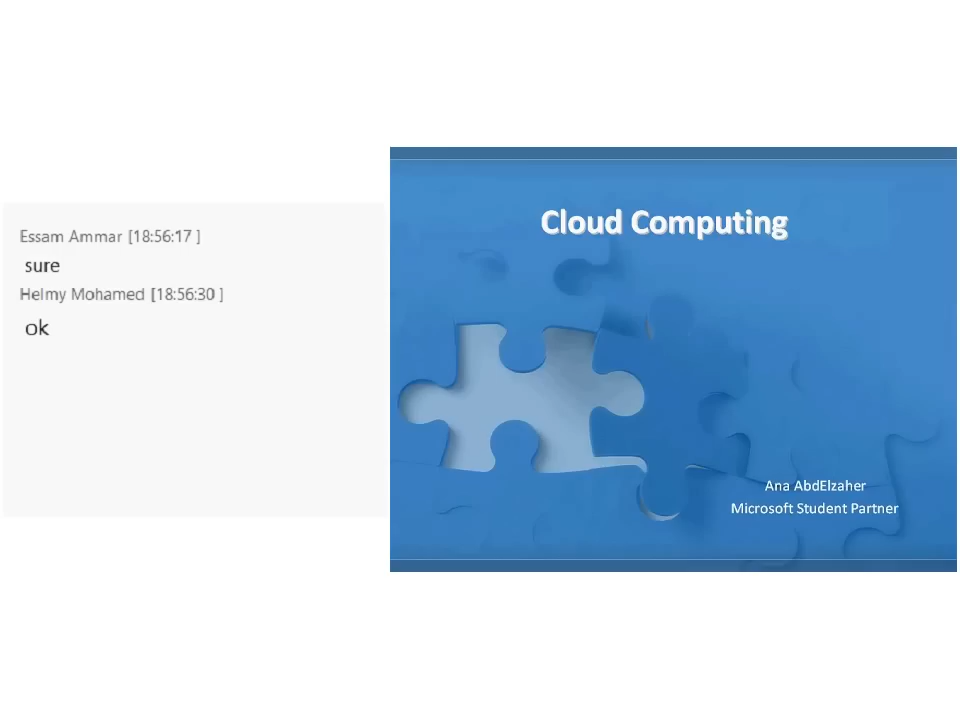 Essam Ammar [18:56:17 ]
sure
Helmy Mohamed [18:56:30 ]
ok
Cloud Computing
Ana AbdElzaher
Microsoft Student Partner